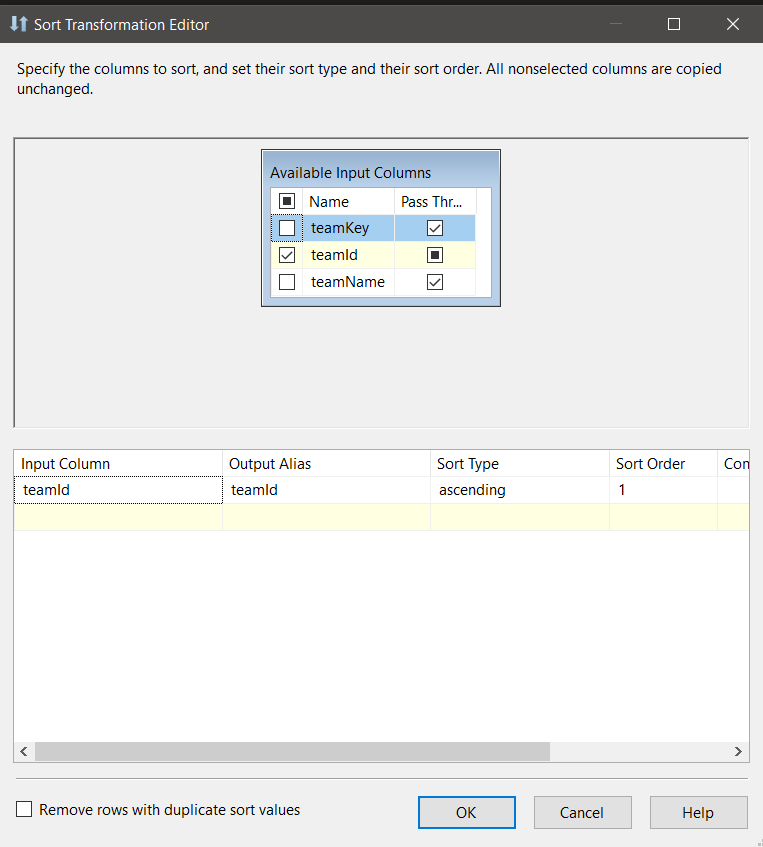 Sort Transformation Editor
Specify the columns to sort, and set their sort type and their sort order. All nonselected columns are copied
unchanged.
Available Input Columns
Name Pass Thr...
teamKey
teamId
teamName
Input Column Output Alias Sort Type Sort Order Con
teamId teamId ascending 1
Remove rows with duplicate sort values
OK Cancel Help